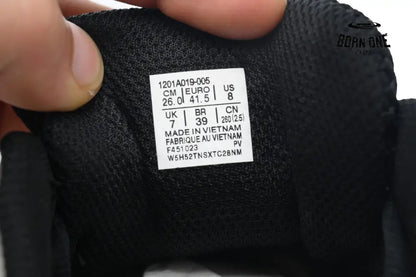 BORN ONE
1201A019-005
CM EURO US
26.0 41.5 8
UK BR CN
7 39 260(2.5)
MADE IN VIETNAM
FABRIQUE AU VIETNAM
F451023 PV
W5H52TNSXTC28NM